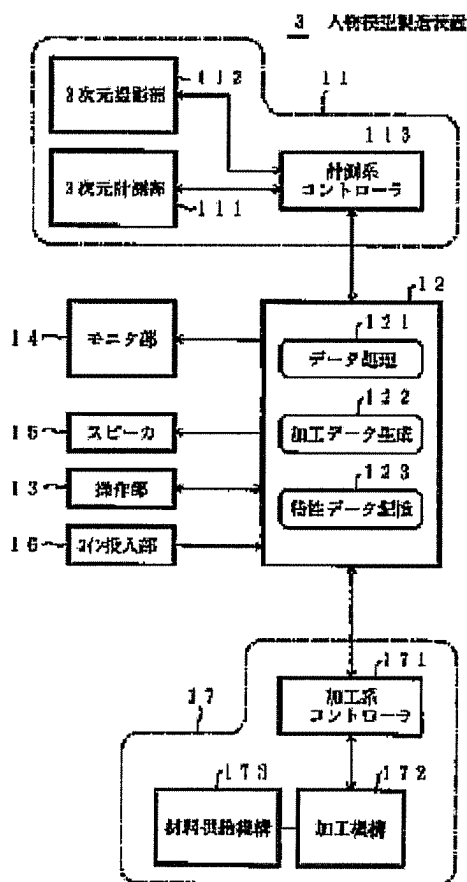 3 人物模型製造装置
112
11
2次元撮影部
113
3次元計測部
計測系
コントローラ
111
12
121
14 モニタ部
データ処理
122
15 スピーカ
加工データ生成
13 操作部
123
特性データ記憶
16 コイン投入部
171
17
加工系
コントローラ
173
172
材料供給機構
加工機構